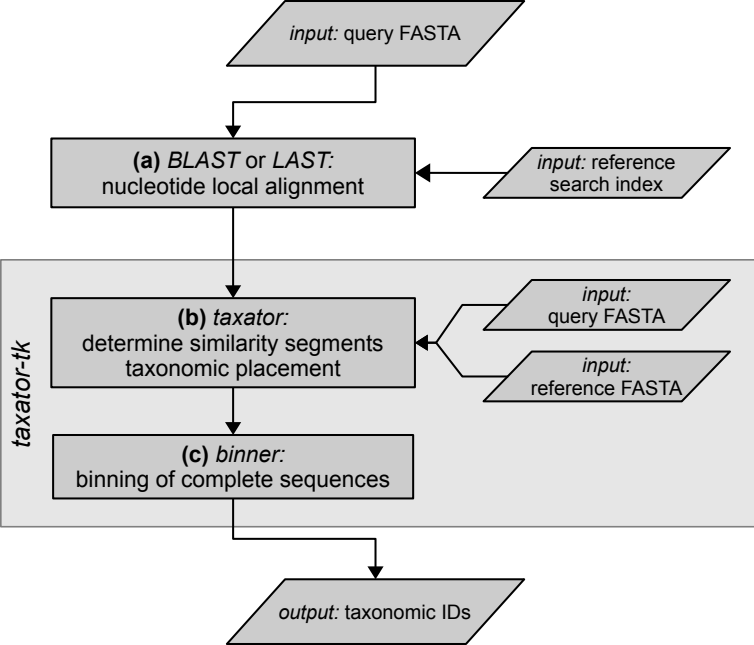 input: query FASTA
(a) BLAST or LAST:
nucleotide local alignment
input: reference
search index
taxator-tk
(b) taxator:
determine similarity segments
taxonomic placement
input:
query FASTA
input:
reference FASTA
(c) binner:
binning of complete sequences
output: taxonomic IDs